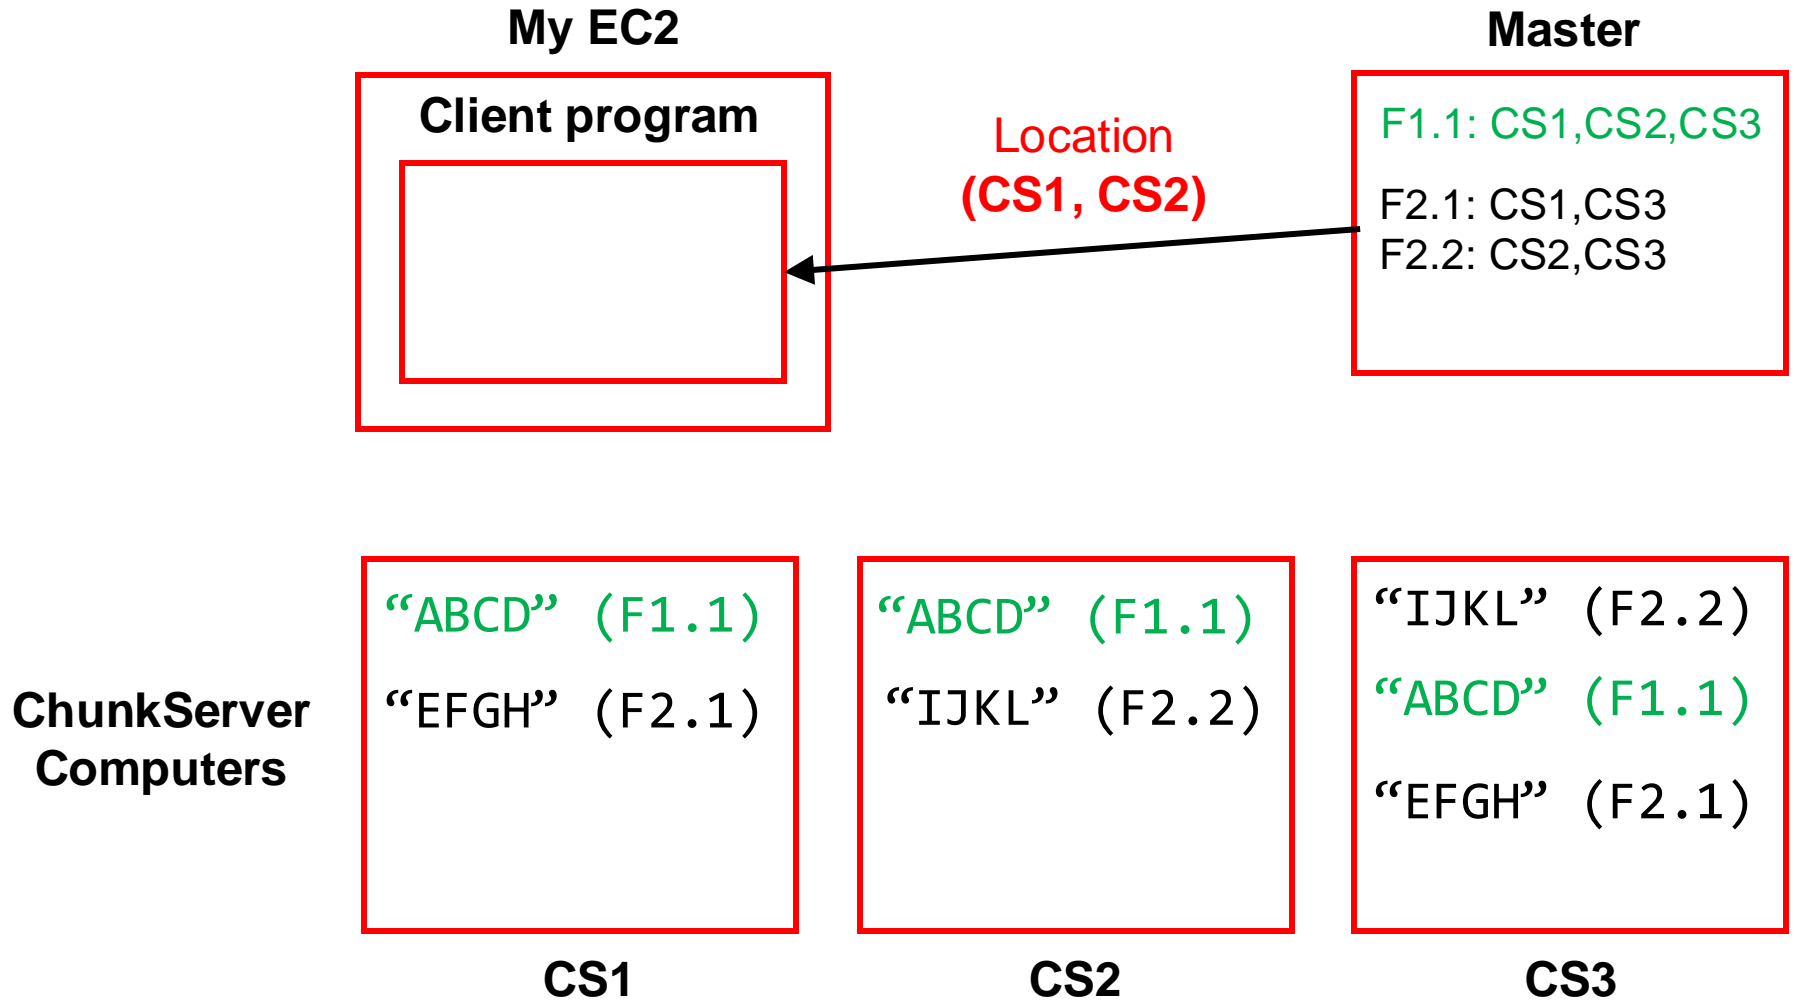 My EC2
Master
Client program
Location
(CS1, CS2)
F1.1: CS1,CS2,CS3
F2.1: CS1,CS3
F2.2: CS2,CS3
ChunkServer
Computers
“ABCD” (F1.1)
“EFGH” (F2.1)
“ABCD” (F1.1)
“IJKL” (F2.2)
“IJKL” (F2.2)
“ABCD” (F1.1)
“EFGH” (F2.1)
CS1
CS2
CS3